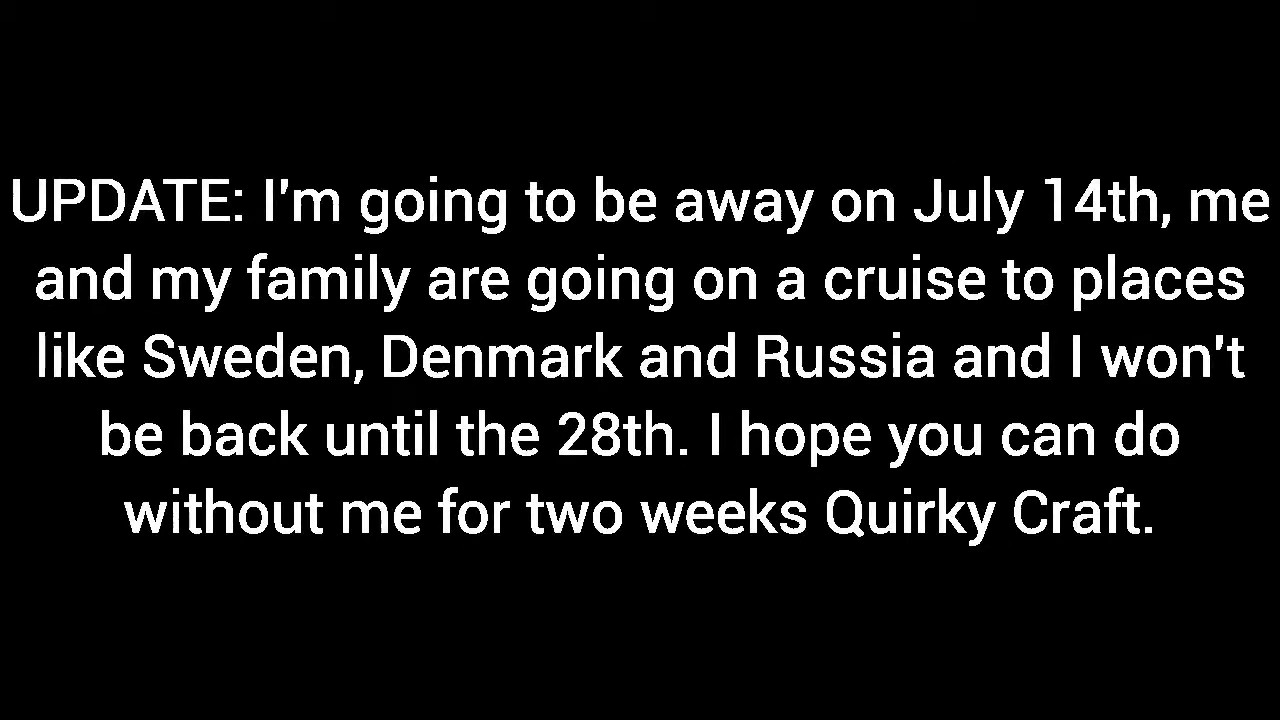 UPDATE: I'm going to be away on July 14th, me
and my family are going on a cruise to places
like Sweden, Denmark and Russia and I won't
be back until the 28th. I hope you can do
without me for two weeks Quirky Craft.